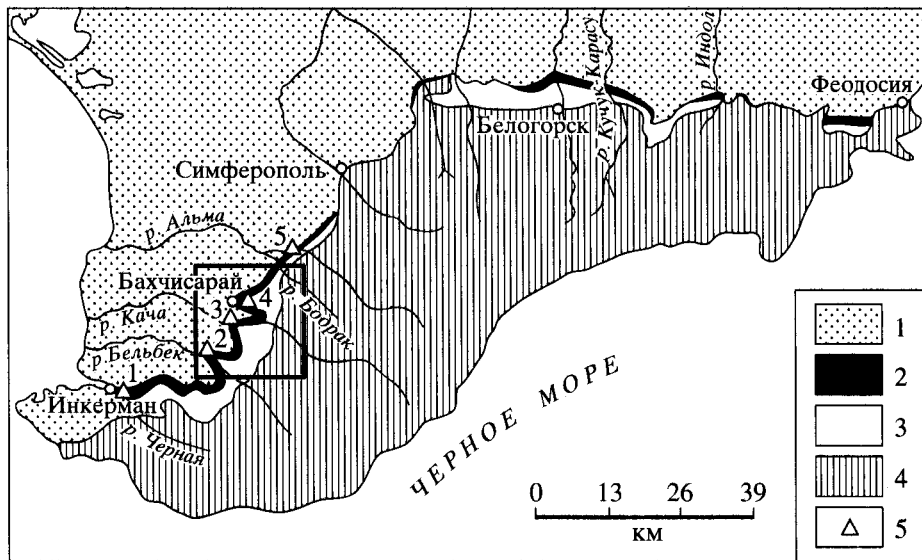 Феодосия
р. Индол
р. Кучук-Карасу
Белогорск
Симферополь
р. Альма
5
Бахчисарай
4
р. Бодрак
3
р. Кача
2
р. Бельбек
1
Инкерман
р. Черная
ЧЕРНОЕ МОРЕ
0 13 26 39
км
1
2
3
4
5